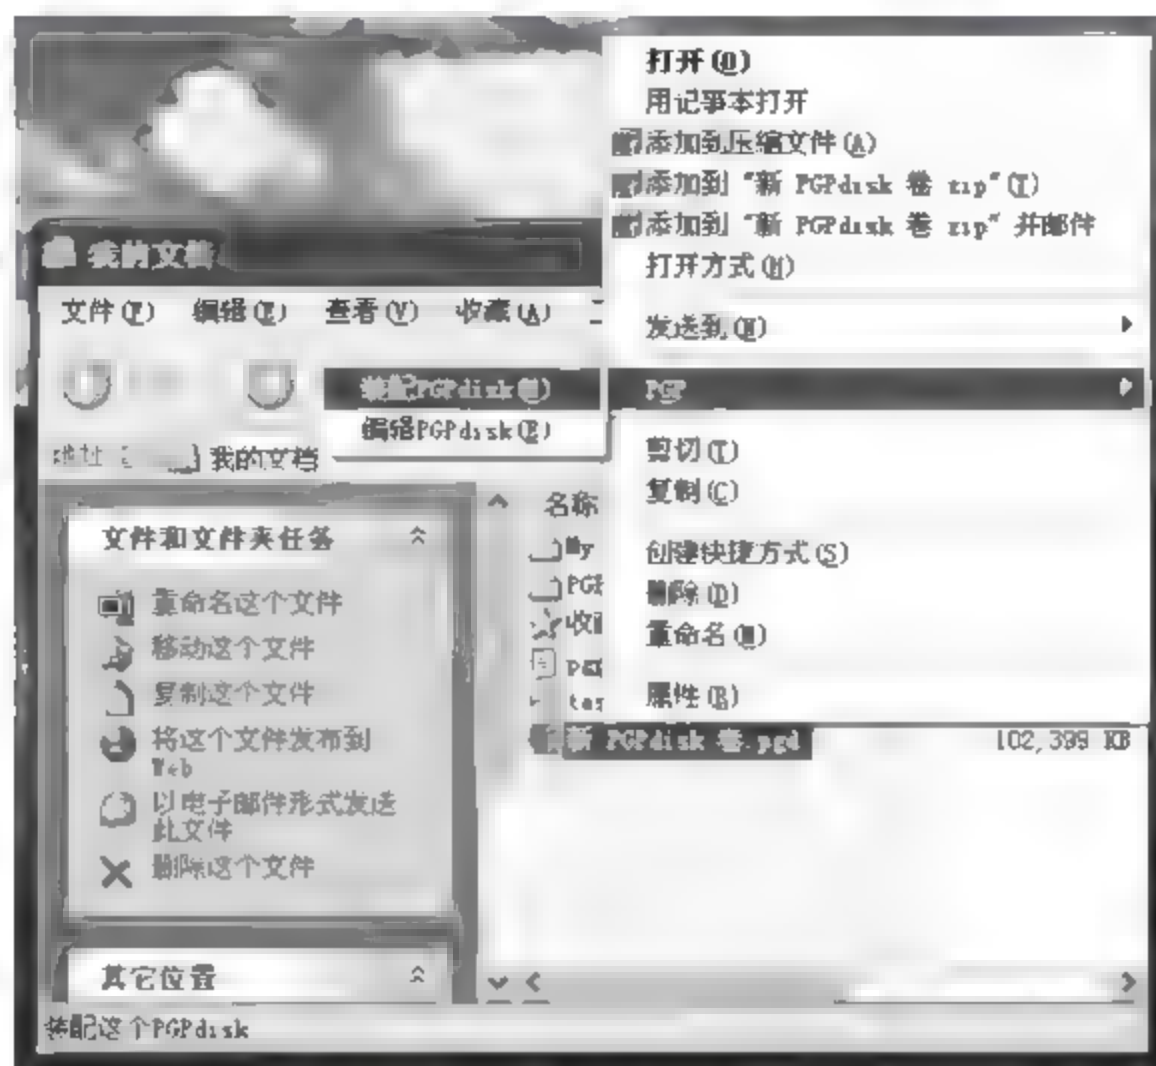 打开(O)
用记事本打开
添加到压缩文件(A)
添加到 "新 PGPdisk 卷 zip"(T)
添加到 "新 PGPdisk 卷 zip" 并邮件
打开方式(H)
发送到(N)
PGP
剪切(T)
复制(C)
创建快捷方式(S)
删除(D)
重命名(M)
属性(R)
装配PGPdisk
编辑PGPdisk(E)
我的文档
文件(F) 编辑(E) 查看(V) 收藏(A)
地址 我的文档
文件和文件夹任务
重命名这个文件
移动这个文件
复制这个文件
将这个文件发布到
Web
以电子邮件形式发送
此文件
删除这个文件
其它位置
名称
My
PGP
新 PGPdisk 卷.pgd 102,399 KB
装配这个PGPdisk